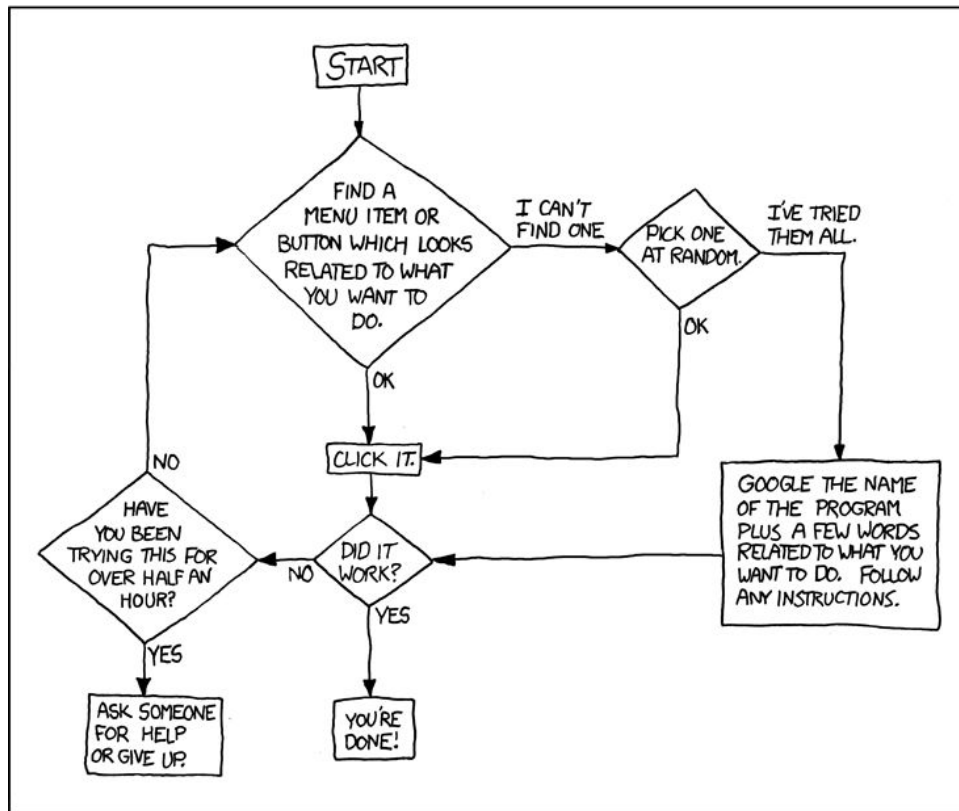 START
FIND A
MENU ITEM OR
BUTTON WHICH LOOKS
RELATED TO WHAT
YOU WANT TO
DO.
I CAN'T
FIND ONE
PICK ONE
AT RANDOM.
I'VE TRIED
THEM ALL.
OK
OK
CLICK IT.
NO
HAVE
YOU BEEN
TRYING THIS FOR
OVER HALF AN
HOUR?
NO
DID IT
WORK?
GOOGLE THE NAME
OF THE PROGRAM
PLUS A FEW WORDS
RELATED TO WHAT YOU
WANT TO DO. FOLLOW
ANY INSTRUCTIONS.
YES
YES
ASK SOMEONE
FOR HELP
OR GIVE UP.
YOU'RE
DONE!